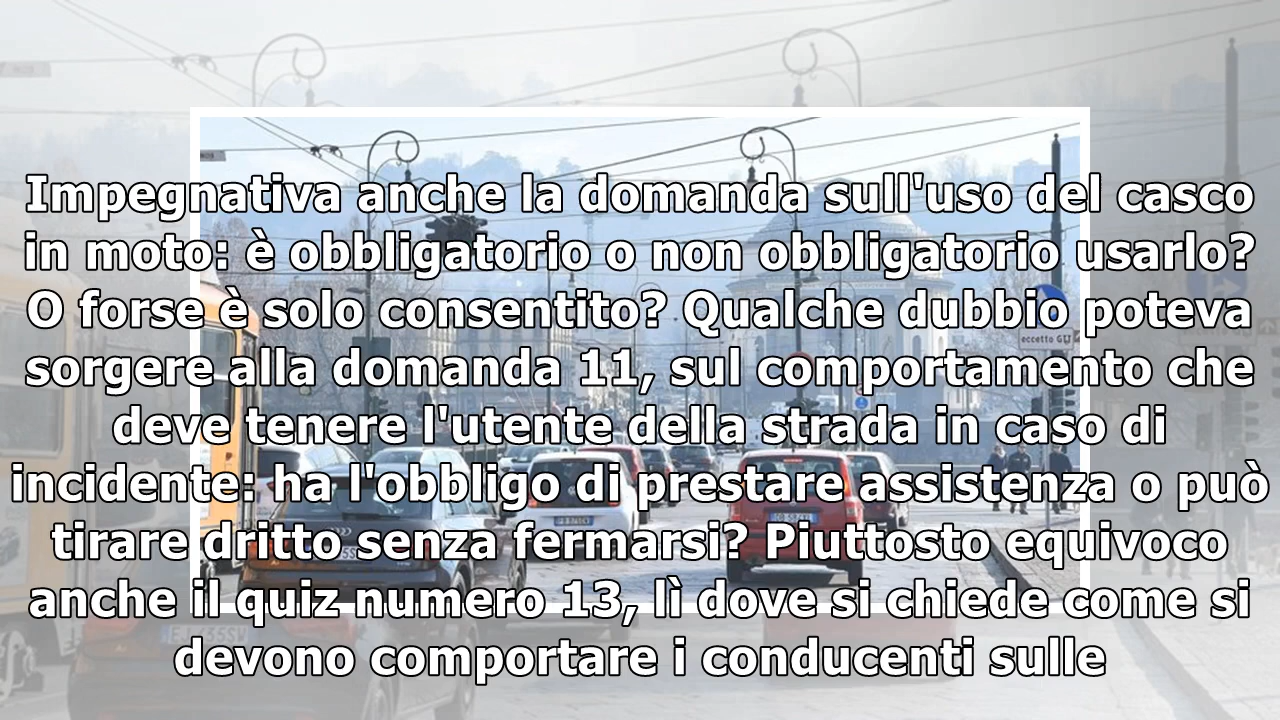 Impegnativa anche la domanda sull'uso del casco
in moto: è obbligatorio o non obbligatorio usarlo?
O forse è solo consentito? Qualche dubbio poteva
sorgere alla domanda 11, sul comportamento che
deve tenere l'utente della strada in caso di
incidente: ha l'obbligo di prestare assistenza o può
tirare dritto senza fermarsi? Piuttosto equivoco
anche il quiz numero 13, lì dove si chiede come si
devono comportare i conducenti sulle
eccetto GTT